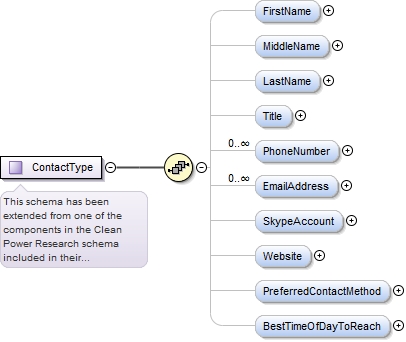 FirstName
MiddleName
LastName
Title
0..∞
PhoneNumber
0..∞
EmailAddress
ContactType
This schema has been
extended from one of the
components in the Clean
Power Research schema
included in their...
SkypeAccount
Website
PreferredContactMethod
BestTimeOfDayToReach